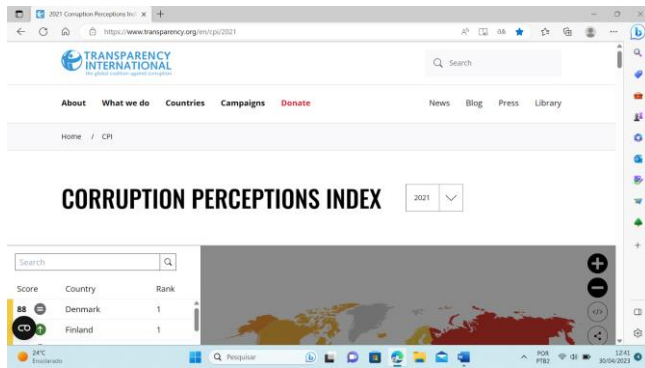 2021 Corruption Perceptions Ind
https://www.transparency.org/en/cpi/2021
TRANSPARENCY
INTERNATIONAL
the global coalition against corruption
Search
About What we do Countries Campaigns Donate
News Blog Press Library
Home / CPI
CORRUPTION PERCEPTIONS INDEX
2021
Search
Score Country Rank
88 Denmark 1
Finland 1
24°C
Ensolarado
Pesquisar
POR
PTB2
12:41
30/04/2023